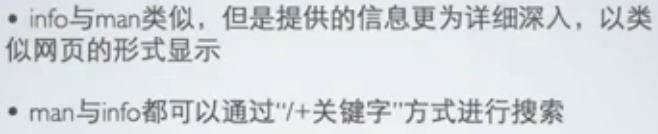 • info与man类似，但是提供的信息更为详细深入，以类
似网页的形式显示
• man与info都可以通过“/+关键字”方式进行搜索